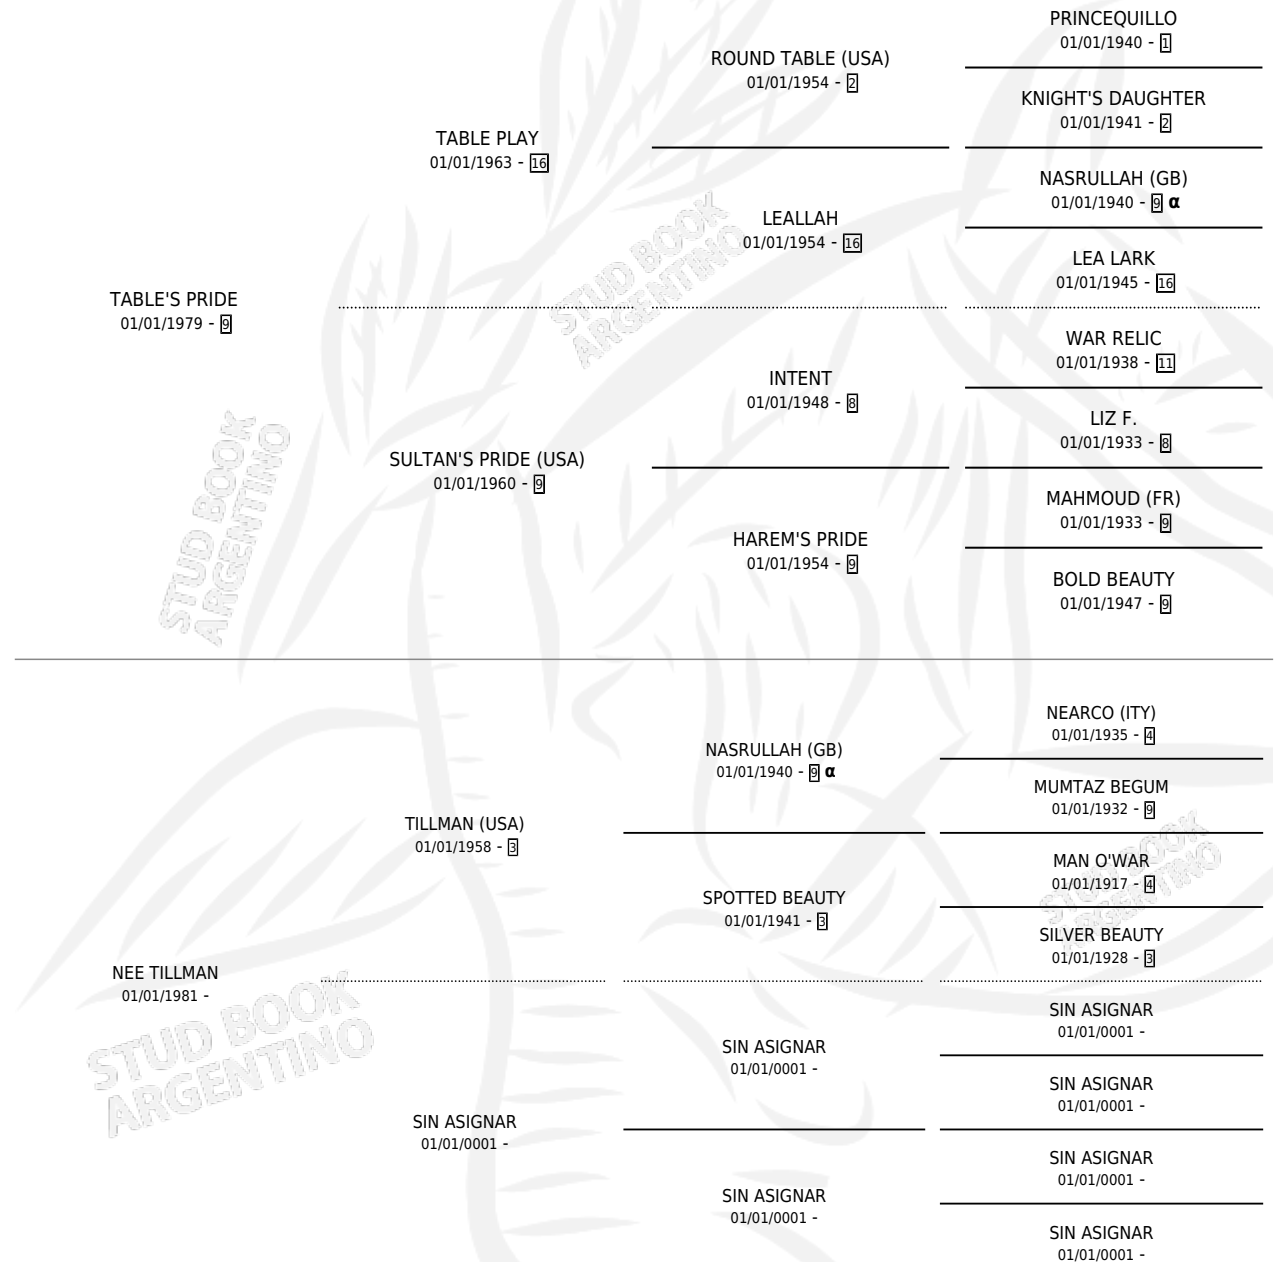 PRINCEQUILLO
01/01/1940 - 1
ROUND TABLE (USA)
01/01/1954 - 2
KNIGHT'S DAUGHTER
01/01/1941 - 2
TABLE PLAY
01/01/1963 - 16
NASRULLAH (GB)
01/01/1940 - 9 α
LEALLAH
01/01/1954 - 16
LEA LARK
01/01/1945 - 16
TABLE'S PRIDE
01/01/1979 - 9
WAR RELIC
01/01/1938 - 11
INTENT
01/01/1948 - 8
LIZ F.
01/01/1933 - 8
SULTAN'S PRIDE (USA)
01/01/1960 - 9
MAHMOUD (FR)
01/01/1933 - 9
HAREM'S PRIDE
01/01/1954 - 9
BOLD BEAUTY
01/01/1947 - 9
NEARCO (ITY)
01/01/1935 - 4
NASRULLAH (GB)
01/01/1940 - 9 α
MUMTAZ BEGUM
01/01/1932 - 9
TILLMAN (USA)
01/01/1958 - 3
MAN O'WAR
01/01/1917 - 4
SPOTTED BEAUTY
01/01/1941 - 3
SILVER BEAUTY
01/01/1928 - 3
NEE TILLMAN
01/01/1981 -
SIN ASIGNAR
01/01/0001 -
SIN ASIGNAR
01/01/0001 -
SIN ASIGNAR
01/01/0001 -
SIN ASIGNAR
01/01/0001 -
SIN ASIGNAR
01/01/0001 -
SIN ASIGNAR
01/01/0001 -
SIN ASIGNAR
01/01/0001 -
STUD BOOK
ARGENTINO
STUD BOOK
ARGENTINO
STUD BOOK
ARGENTINO
STUD BOOK
ARGENTINO